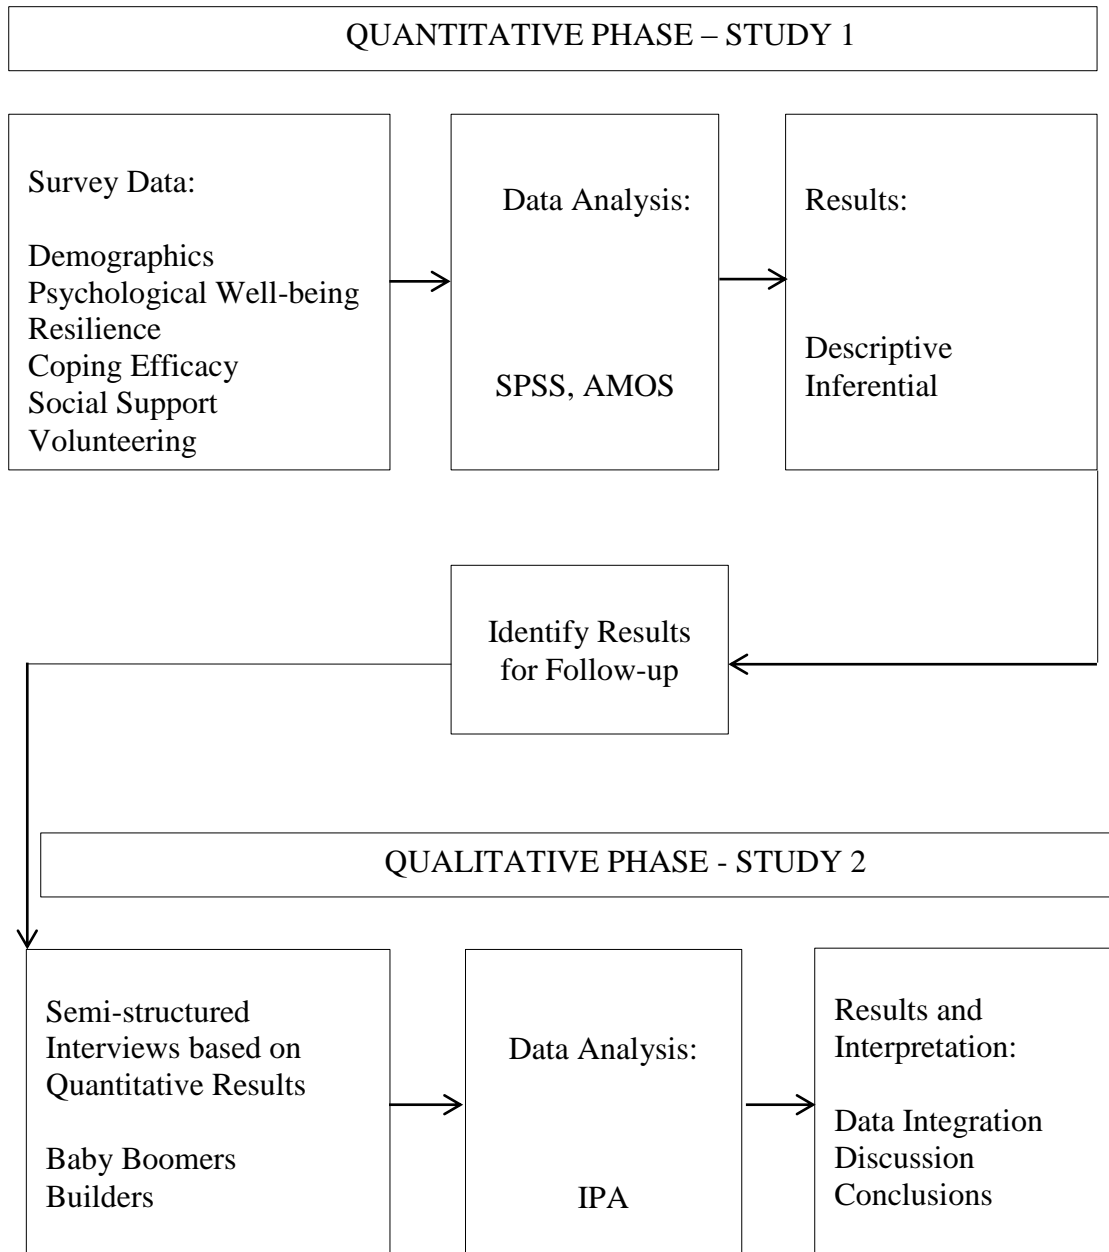 QUANTITATIVE PHASE – STUDY 1
Survey Data:
Demographics
Psychological Well-being
Resilience
Coping Efficacy
Social Support
Volunteering
Data Analysis:
SPSS, AMOS
Results:
Descriptive
Inferential
Identify Results
for Follow-up
QUALITATIVE PHASE - STUDY 2
Semi-structured
Interviews based on
Quantitative Results
Baby Boomers
Builders
Data Analysis:
IPA
Results and
Interpretation:
Data Integration
Discussion
Conclusions